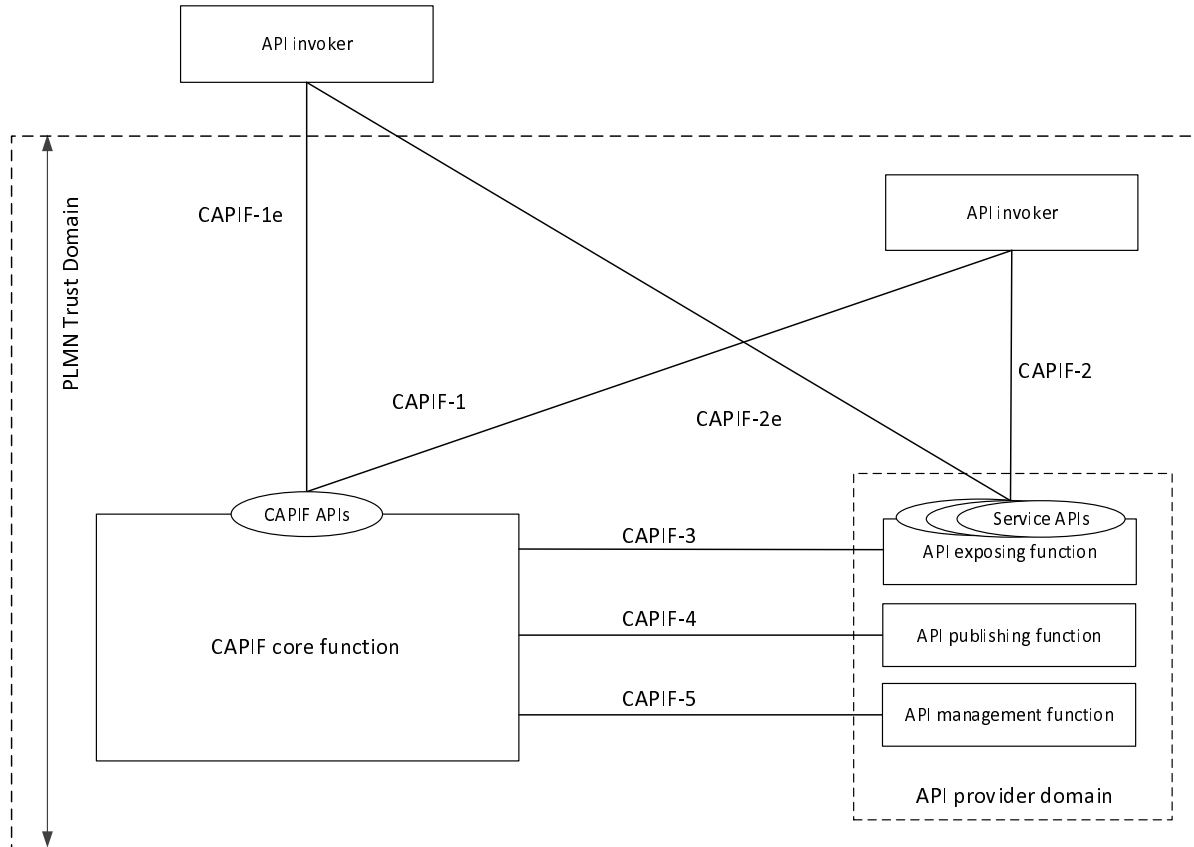 API invoker
CAPIF-1e
PLMN Trust Domain
API invoker
CAPIF-1
CAPIF-2e
CAPIF-2
CAPIF APIs
Service APIs
CAPIF-3
API exposing function
CAPIF-4
CAPIF core function
API publishing function
CAPIF-5
API management function
API provider domain